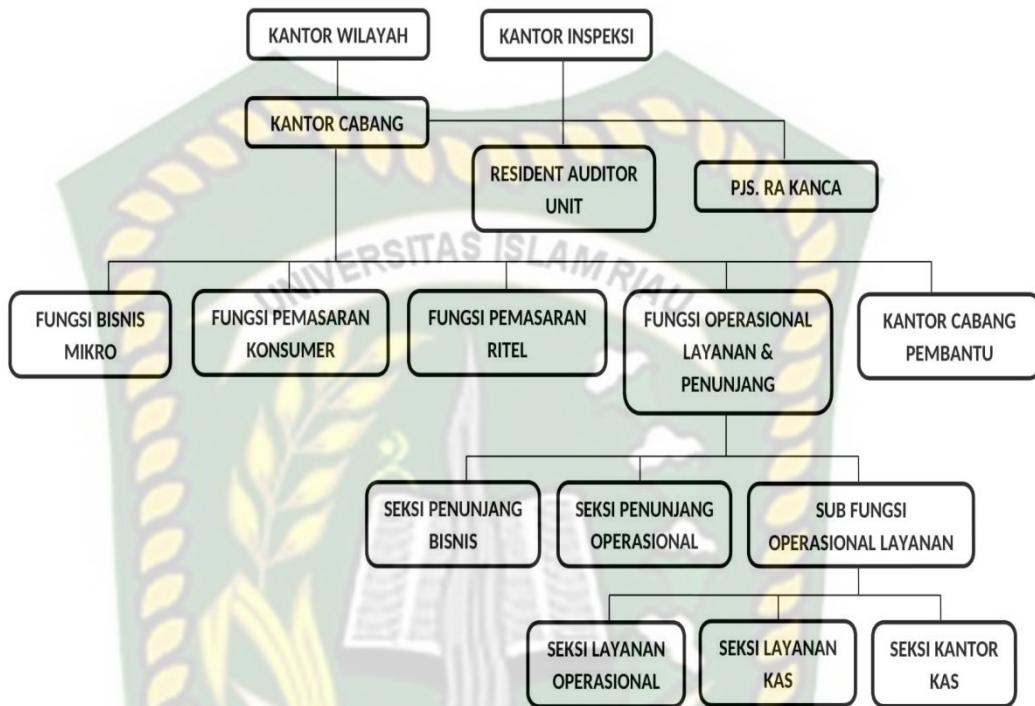 KANTOR WILAYAH
KANTOR INSPEKSI
KANTOR CABANG
RESIDENT AUDITOR
UNIT
PJS. RA KANCA
UNIVERSITAS ISLAM RIAU
FUNGSI BISNIS
MIKRO
FUNGSI PEMASARAN
KONSUMER
FUNGSI PEMASARAN
RITEL
FUNGSI OPERASIONAL
LAYANAN &
PENUNJANG
KANTOR CABANG
PEMBANTU
SEKSI PENUNJANG
BISNIS
SEKSI PENUNJANG
OPERASIONAL
SUB FUNGSI
OPERASIONAL LAYANAN
SEKSI LAYANAN
OPERASIONAL
SEKSI LAYANAN
KAS
SEKSI KANTOR
KAS